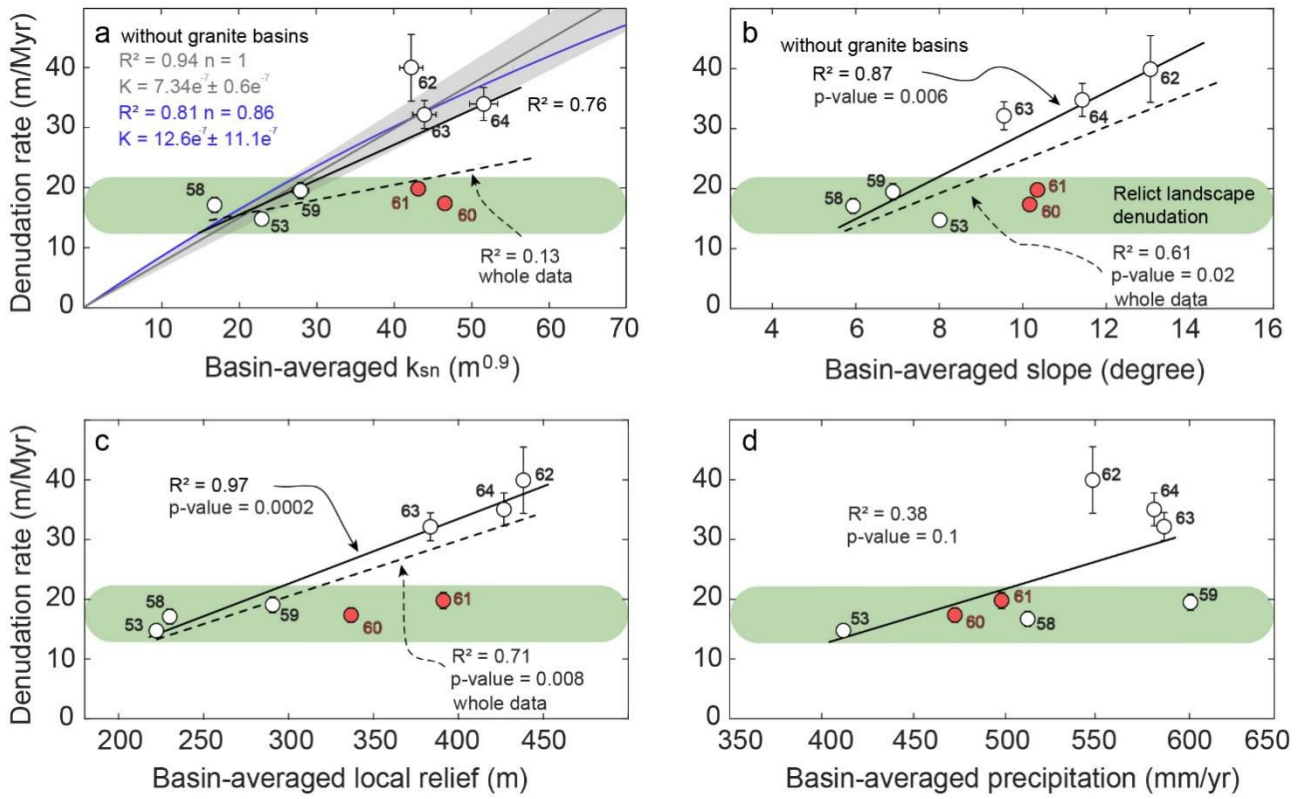 a
without granite basins
R² = 0.94 n = 1
K = 7.34e⁻⁷± 0.6e⁻⁷
R² = 0.81 n = 0.86
K = 12.6e⁻⁷± 11.1e⁻⁷
62
63
64
R² = 0.76
58
53
59
61
60
R² = 0.13
whole data
0
10
20
30
40
10
20
30
40
50
60
70
Denudation rate (m/Myr)
Basin-averaged ksn (m⁰·⁹)
b
without granite basins
R² = 0.87
p-value = 0.006
62
63
64
58
59
53
61
60
Relict landscape
denudation
R² = 0.61
p-value = 0.02
whole data
0
10
20
30
40
4
6
8
10
12
14
16
Basin-averaged slope (degree)
c
R² = 0.97
p-value = 0.0002
62
64
63
58
53
59
60
61
R² = 0.71
p-value = 0.008
whole data
0
10
20
30
40
200
250
300
350
400
450
Denudation rate (m/Myr)
Basin-averaged local relief (m)
d
R² = 0.38
p-value = 0.1
62
64
63
53
60
61
58
59
0
10
20
30
40
350
400
450
500
550
600
650
Basin-averaged precipitation (mm/yr)